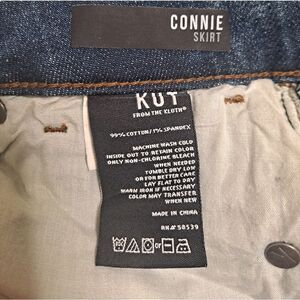 CONNIE
SKIRT
KUT
FROM THE KLOTH®
99% COTTON/1% SPANDEX
MACHINE WASH COLD
INSIDE OUT TO RETAIN COLOR
ONLY NON-CHLORINE BLEACH
WHEN NEEDED
TUMBLE DRY LOW
OR FOR BETTER CARE
LAY FLAT TO DRY
WARM IRON IF NECESSARY
COLOR MAY TRANSFER
WHEN NEW
MADE IN CHINA
RN# 58539
or